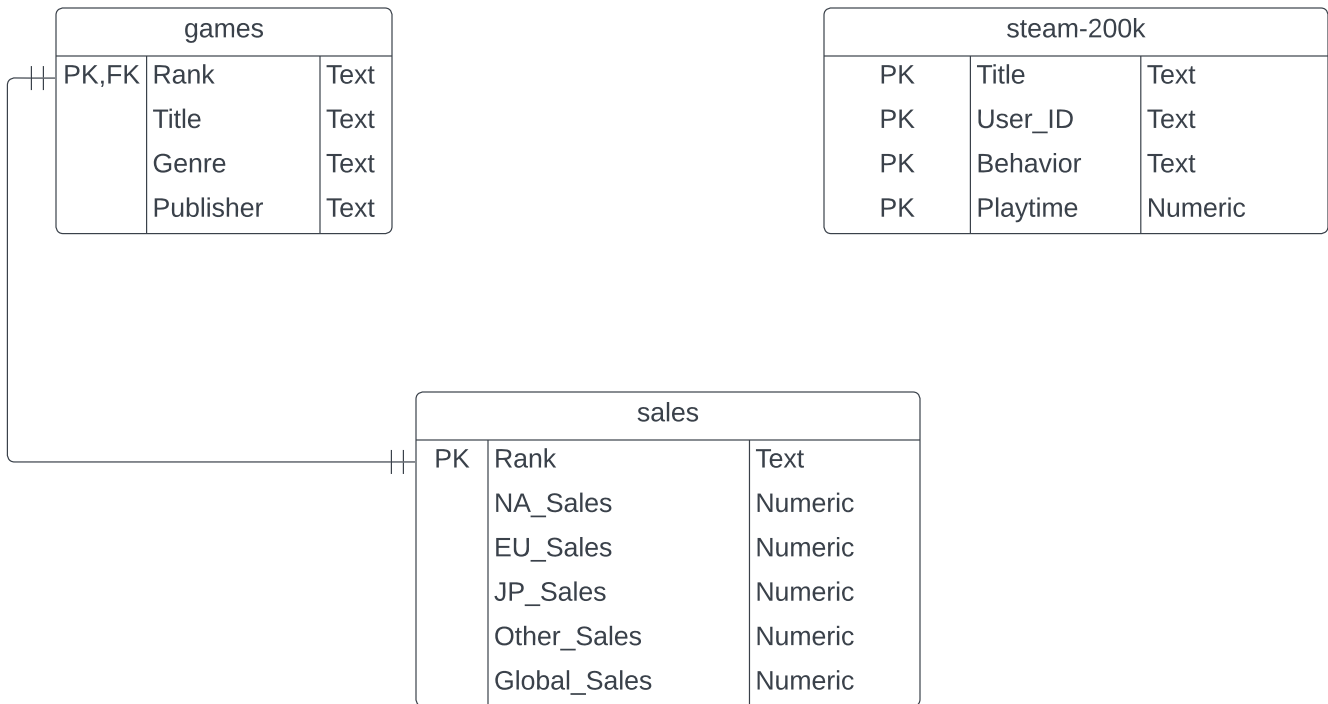 games
PK,FK Rank Text
Title Text
Genre Text
Publisher Text
steam-200k
PK Title Text
PK User_ID Text
PK Behavior Text
PK Playtime Numeric
sales
PK Rank Text
NA_Sales Numeric
EU_Sales Numeric
JP_Sales Numeric
Other_Sales Numeric
Global_Sales Numeric